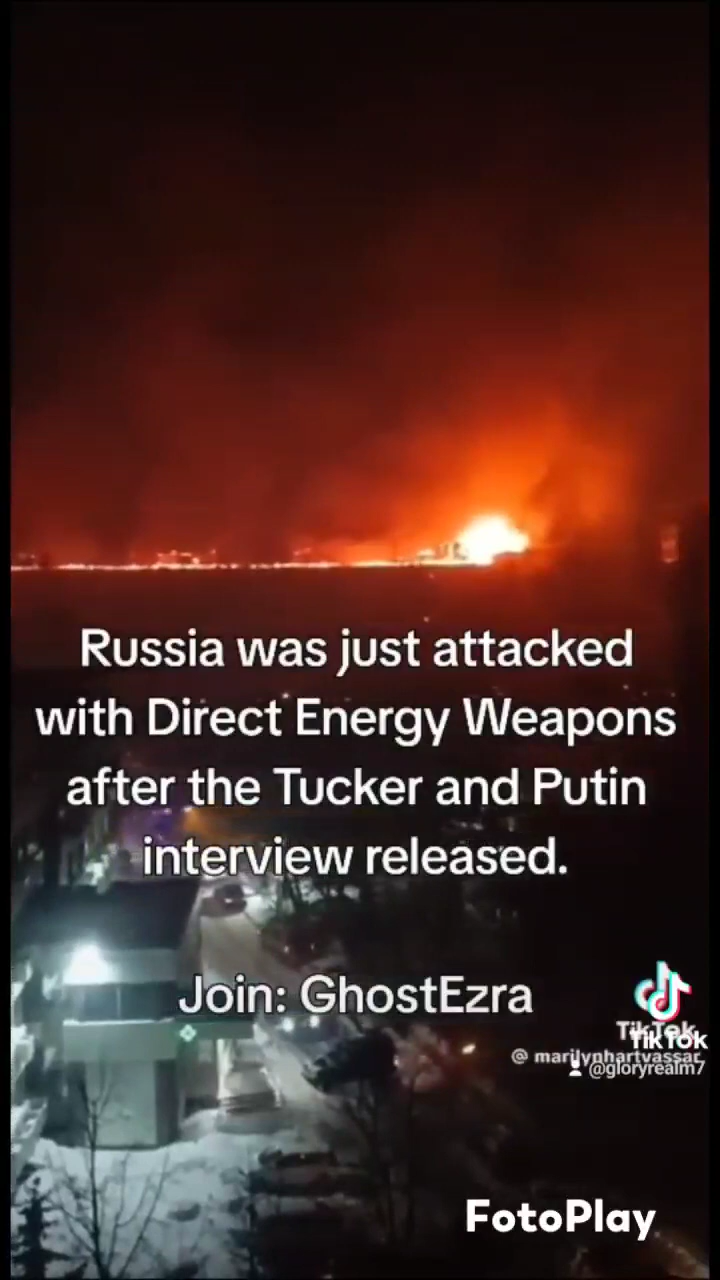 Russia was just attacked
with Direct Energy Weapons
after the Tucker and Putin
interview released.
Join: GhostEzra
TikTok
TikTok
@ marilynhartvassar
@gloryrealm7
FotoPlay